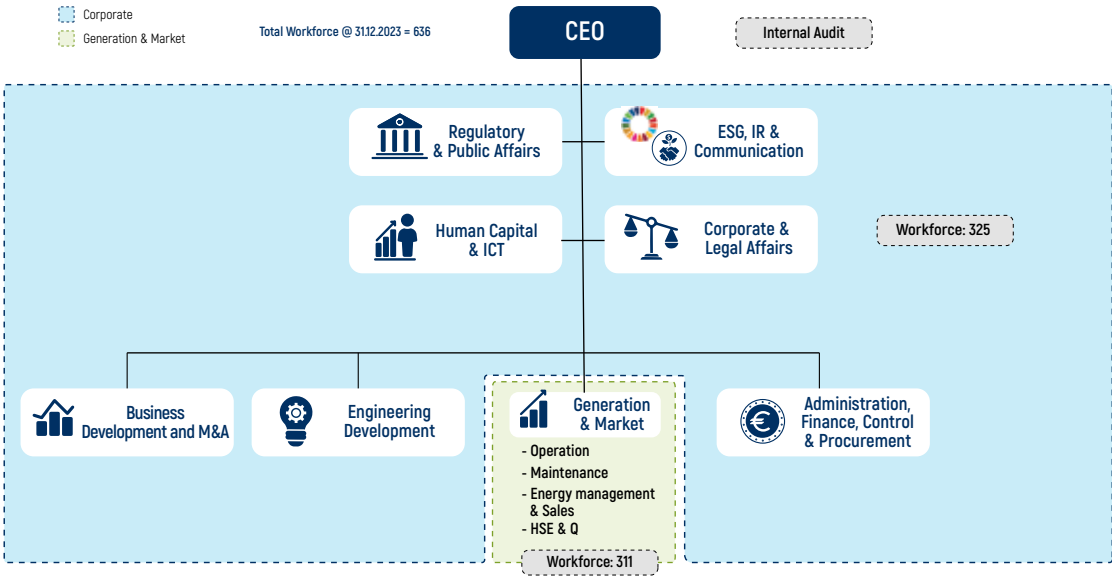 Corporate
Generation & Market
Total Workforce @ 31.12.2023 = 636
CEO
Internal Audit
Regulatory
& Public Affairs
ESG, IR &
Communication
Human Capital
& ICT
Corporate &
Legal Affairs
Workforce: 325
Business
Development and M&A
Engineering
Development
Generation
& Market
- Operation
- Maintenance
- Energy management
& Sales
- HSE & Q
Workforce: 311
Administration,
Finance, Control
& Procurement